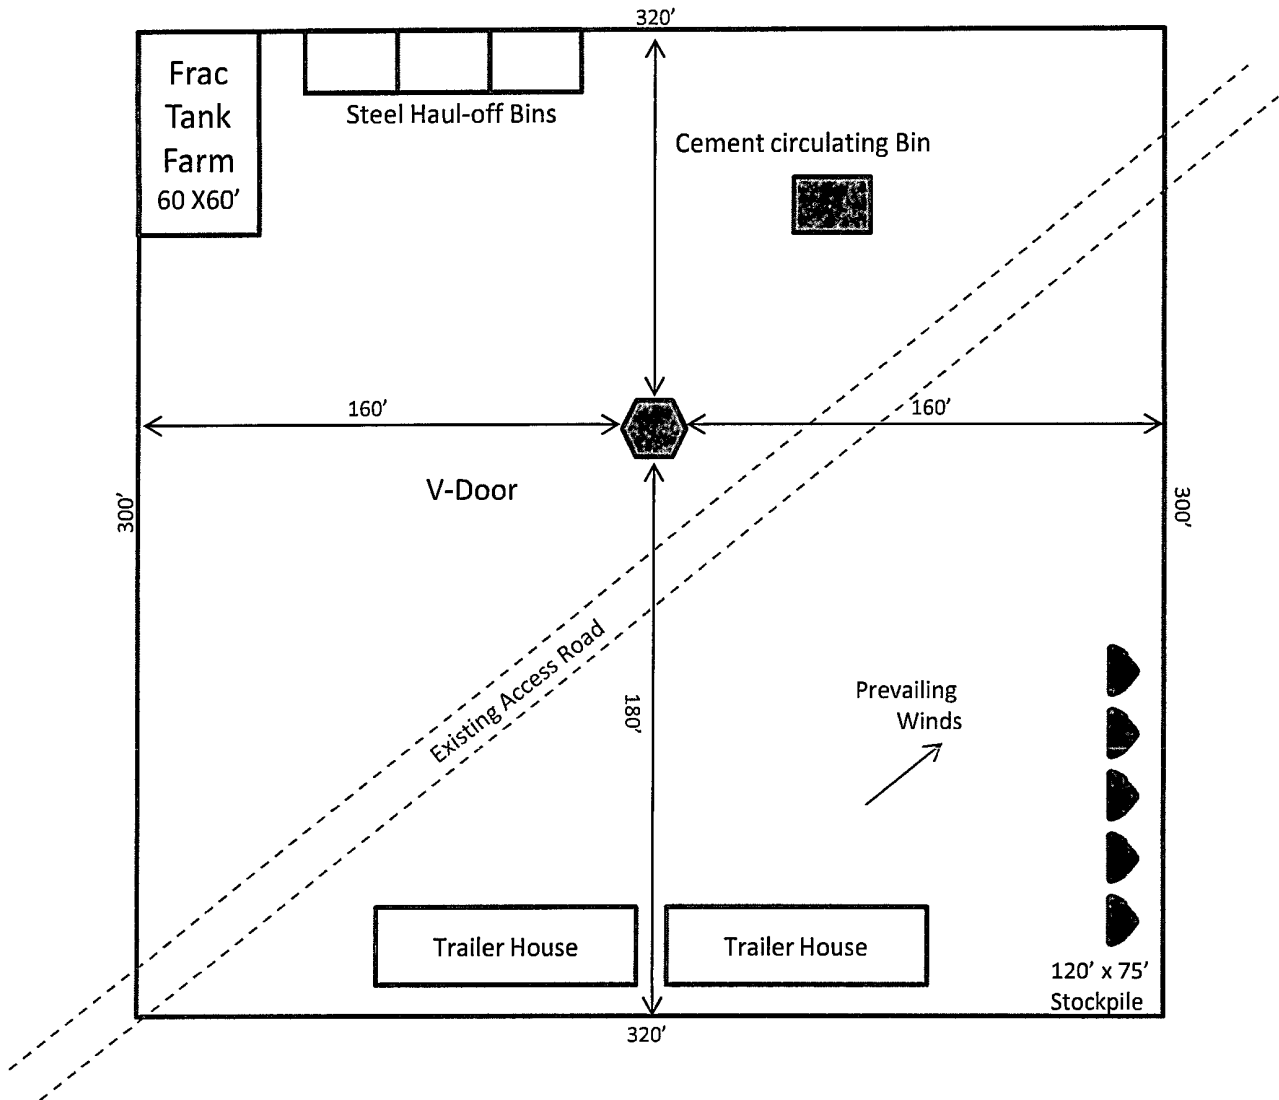 320’
Frac
Tank
Farm
60 X60’
Steel Haul-off Bins
Cement circulating Bin
160’
160’
V-Door
300’
300’
Existing Access Road
180’
Prevailing
Winds
Trailer House
Trailer House
120’ x 75’
Stockpile
320’